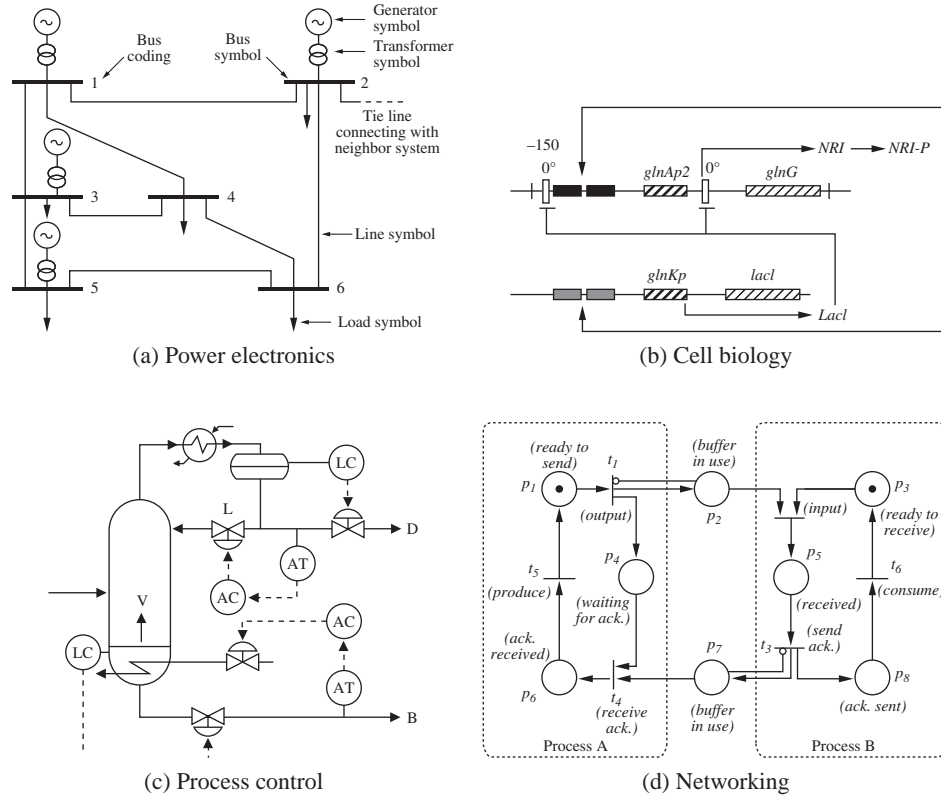 Generator
symbol
Transformer
symbol
Bus
coding
Bus
symbol
1
2
Tie line
connecting with
neighbor system
3
4
Line symbol
5
6
Load symbol
(a) Power electronics
–150
0°
0°
NRI
NRI-P
glnAp2
glnG
glnKp
lacl
Lacl
(b) Cell biology
LC
L
D
AT
AC
V
AC
LC
AT
B
(c) Process control
(ready to
send)
t1
(buffer
in use)
p1
p2
p3
(output)
(input)
(ready to
receive)
p4
p5
t5
t6
(produce)
(waiting
for ack.)
(received)
(consume)
(ack.
received)
t3
(send
ack.)
p7
p6
p8
t4
(receive
ack.)
(buffer
in use)
(ack. sent)
Process A
Process B
(d) Networking